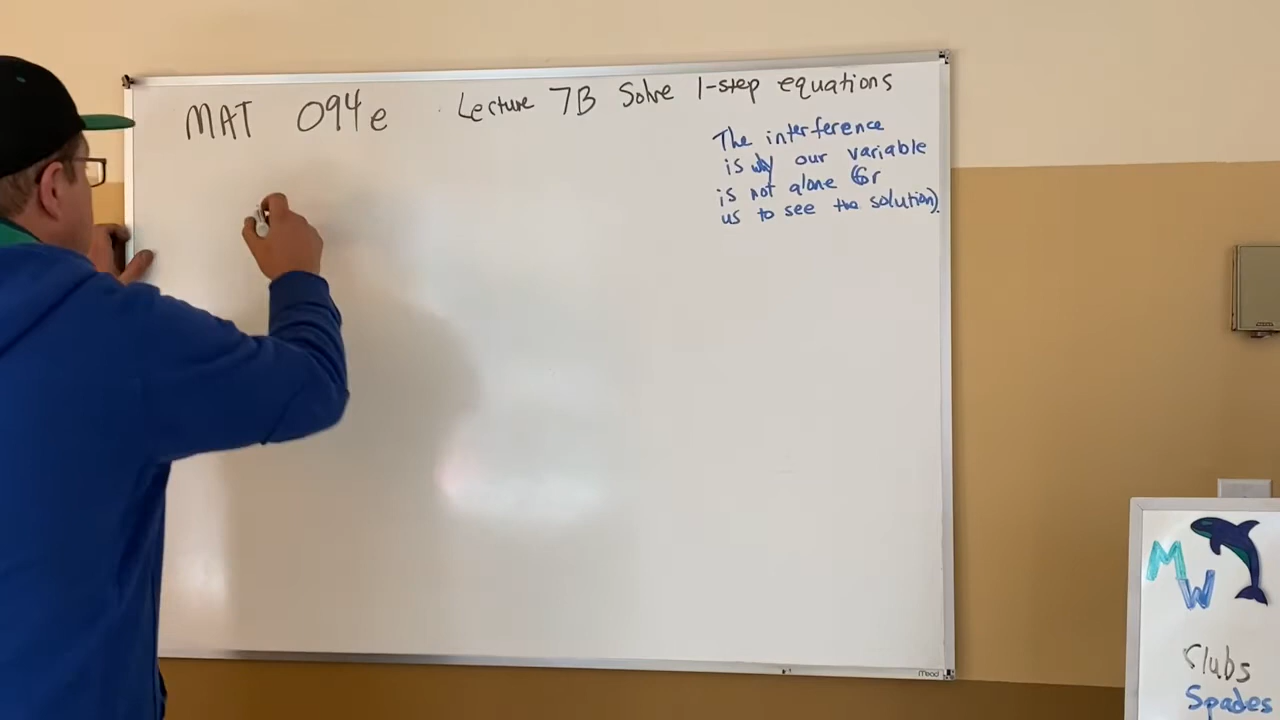 MAT 094e
Lecture 7B Solve 1-step equations
The interference
is why our variable
is not alone (for
us to see the solution).
Mead
M
W
Clubs
Spades